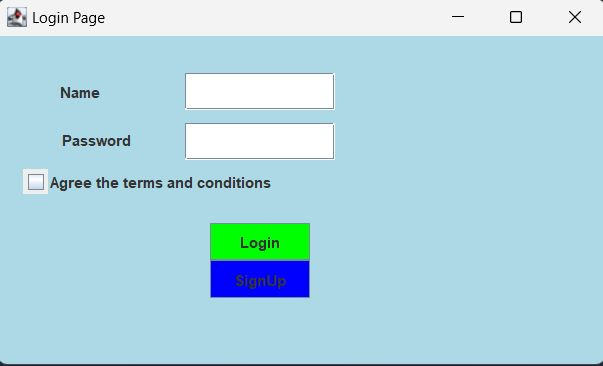 Login Page
Name
Password
Agree the terms and conditions
Login
SignUp